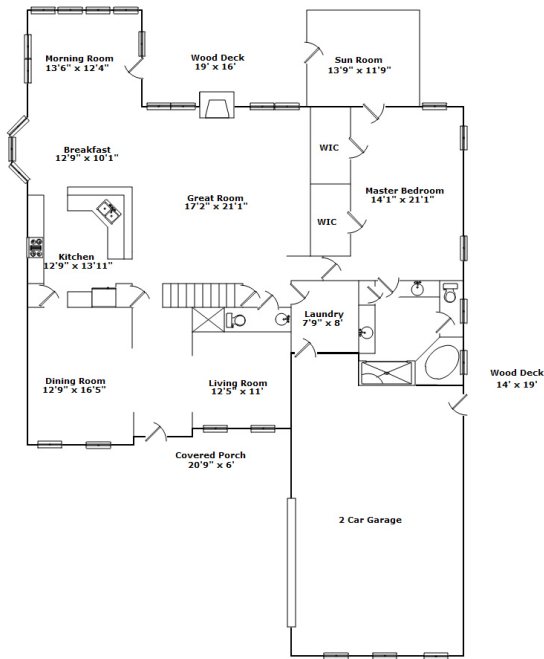 Morning Room
13'6" x 12'4"
Wood Deck
19' x 16'
Sun Room
13'9" x 11'9"
Breakfast
12'9" x 10'1"
WIC
Great Room
17'2" x 21'1"
Master Bedroom
14'1" x 21'1"
WIC
Kitchen
12'9" x 13'11"
Laundry
7'9" x 8'
Dining Room
12'9" x 16'5"
Living Room
12'5" x 11'
Wood Deck
14' x 19'
Covered Porch
20'9" x 6'
2 Car Garage